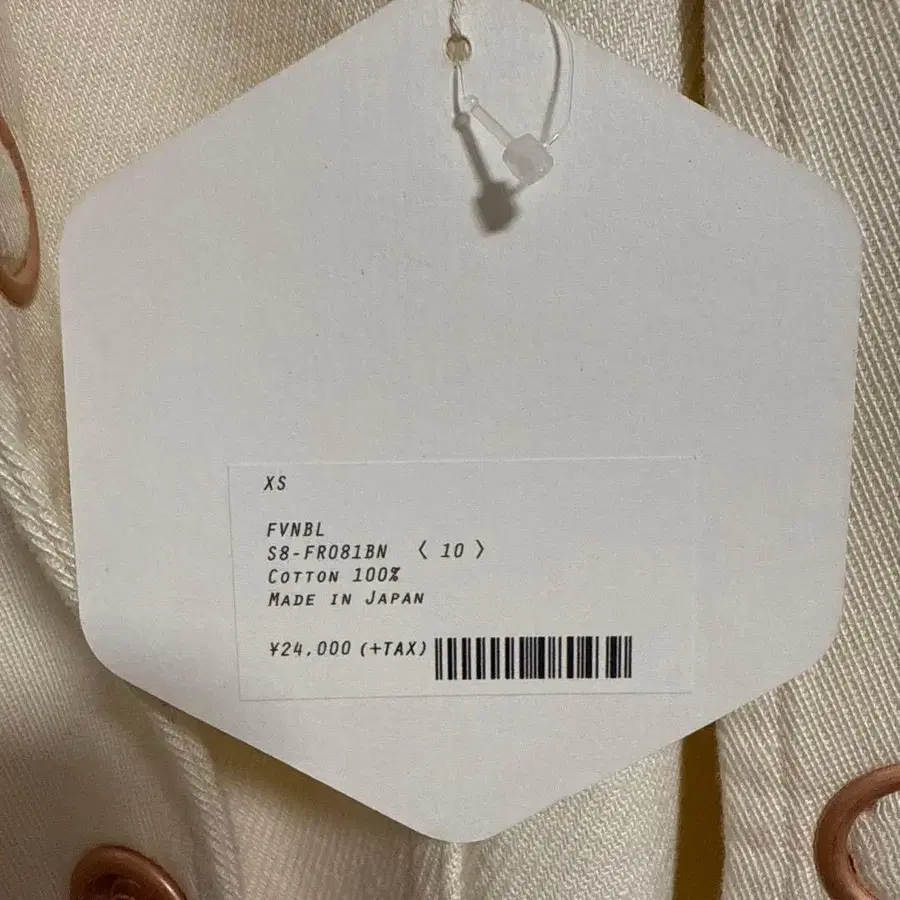 XS
FVNBL
S8-FR081BN 〈 10 〉
COTTON 100%
MADE IN JAPAN
¥24,000 (+TAX)